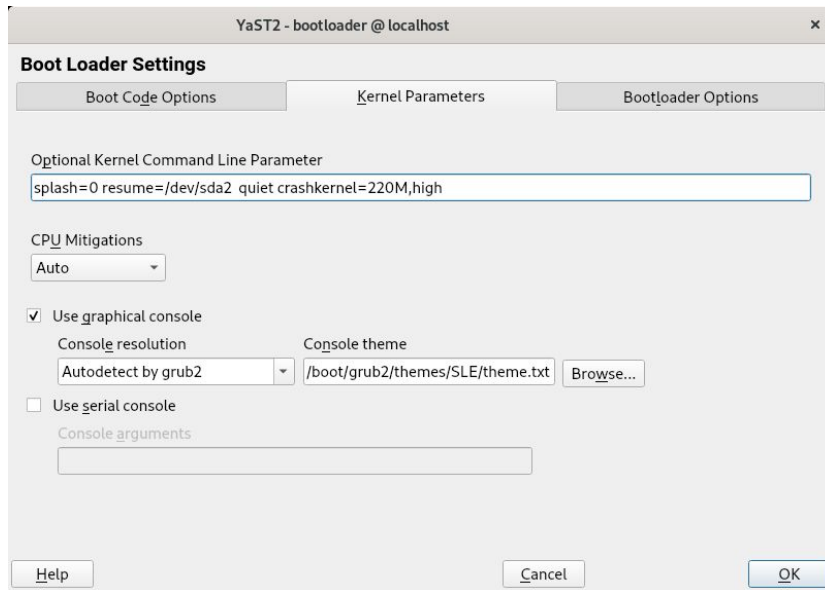 YaST2 - bootloader @ localhost ×
Boot Loader Settings
Boot Code Options Kernel Parameters Bootloader Options
Optional Kernel Command Line Parameter
splash=0 resume=/dev/sda2 quiet crashkernel=220M,high
CPU Mitigations
Auto
Use graphical console
Console resolution Console theme
Autodetect by grub2 /boot/grub2/themes/SLE/theme.txt Browse...
Use serial console
Console arguments
Help Cancel OK